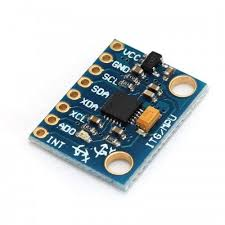 VCC
GND
SCL
SDA
XDA
XCL
ADO
INT
ITG/MPU